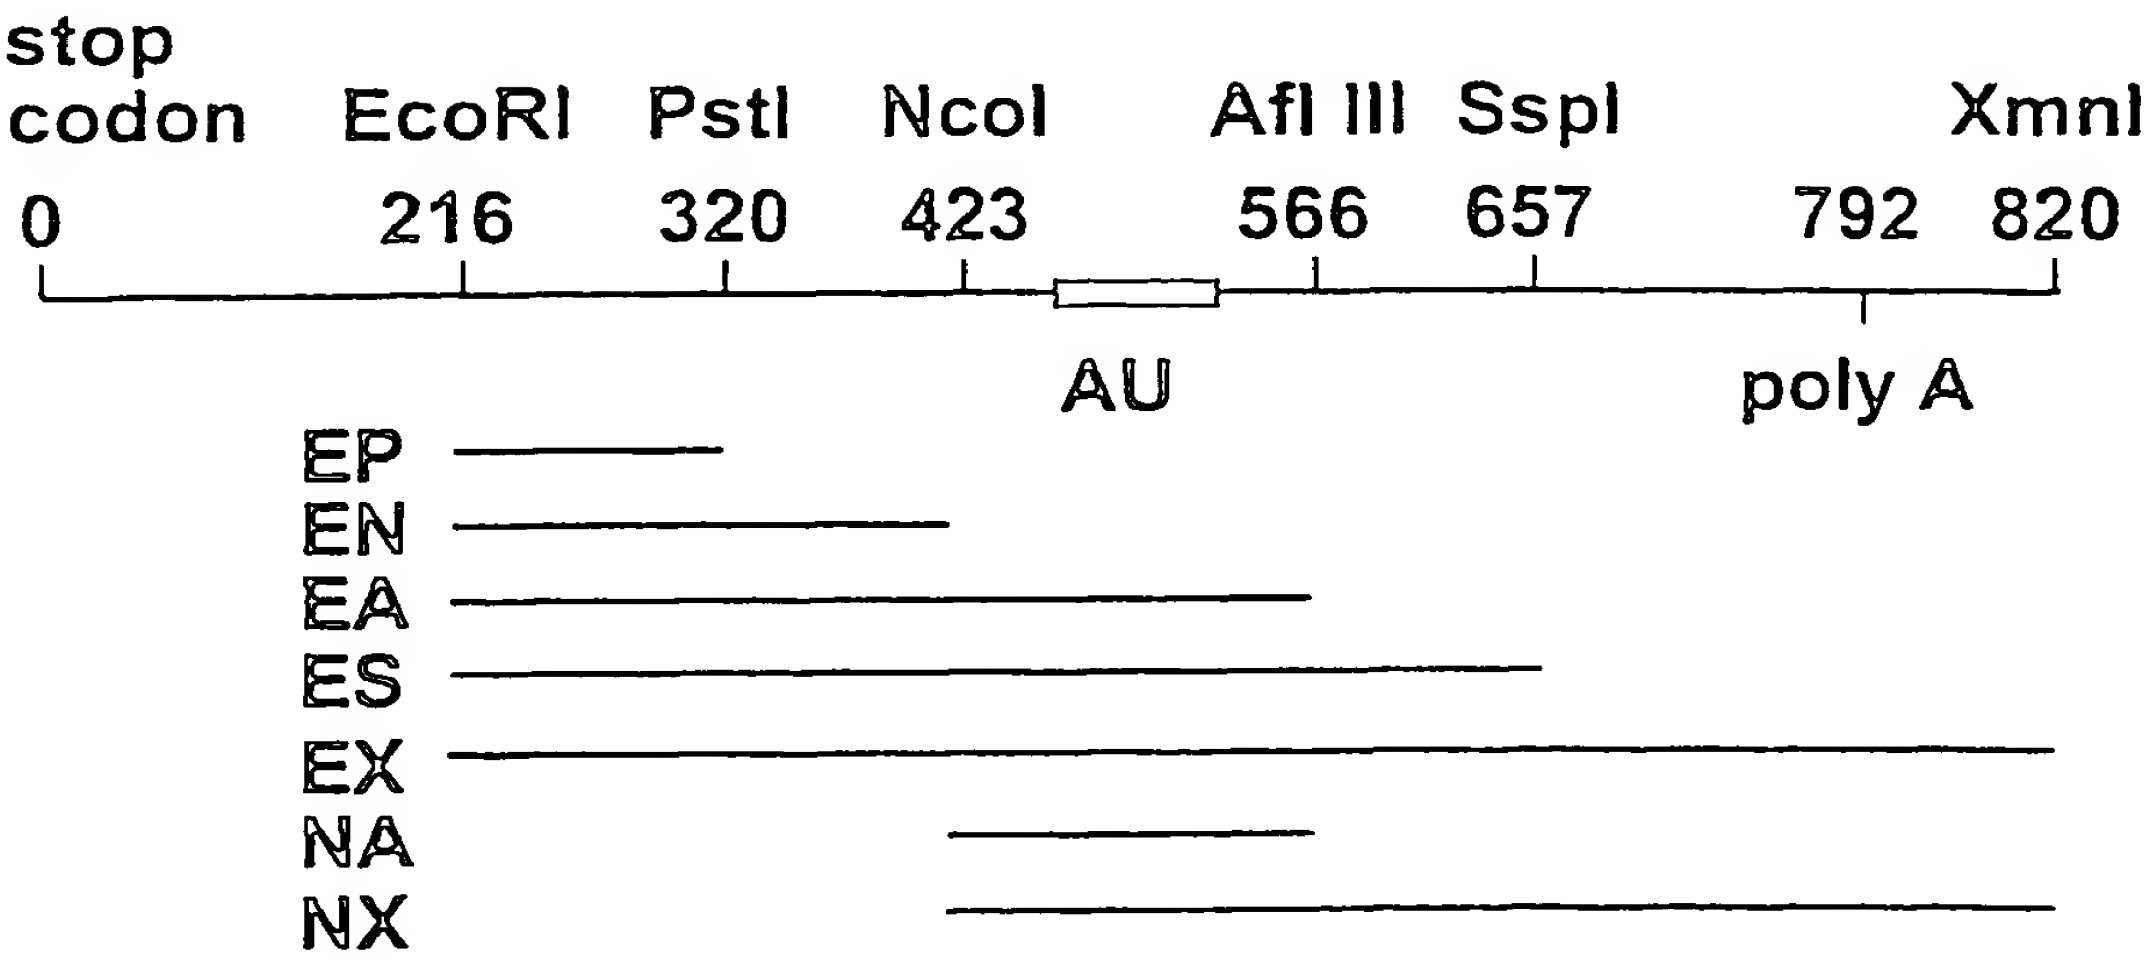 stop
codon EcoRI PstI NcoI Afl III SspI XmnI
0 216 320 423 566 657 792 820
AU poly A
EP
EN
EA
ES
EX
NA
NX